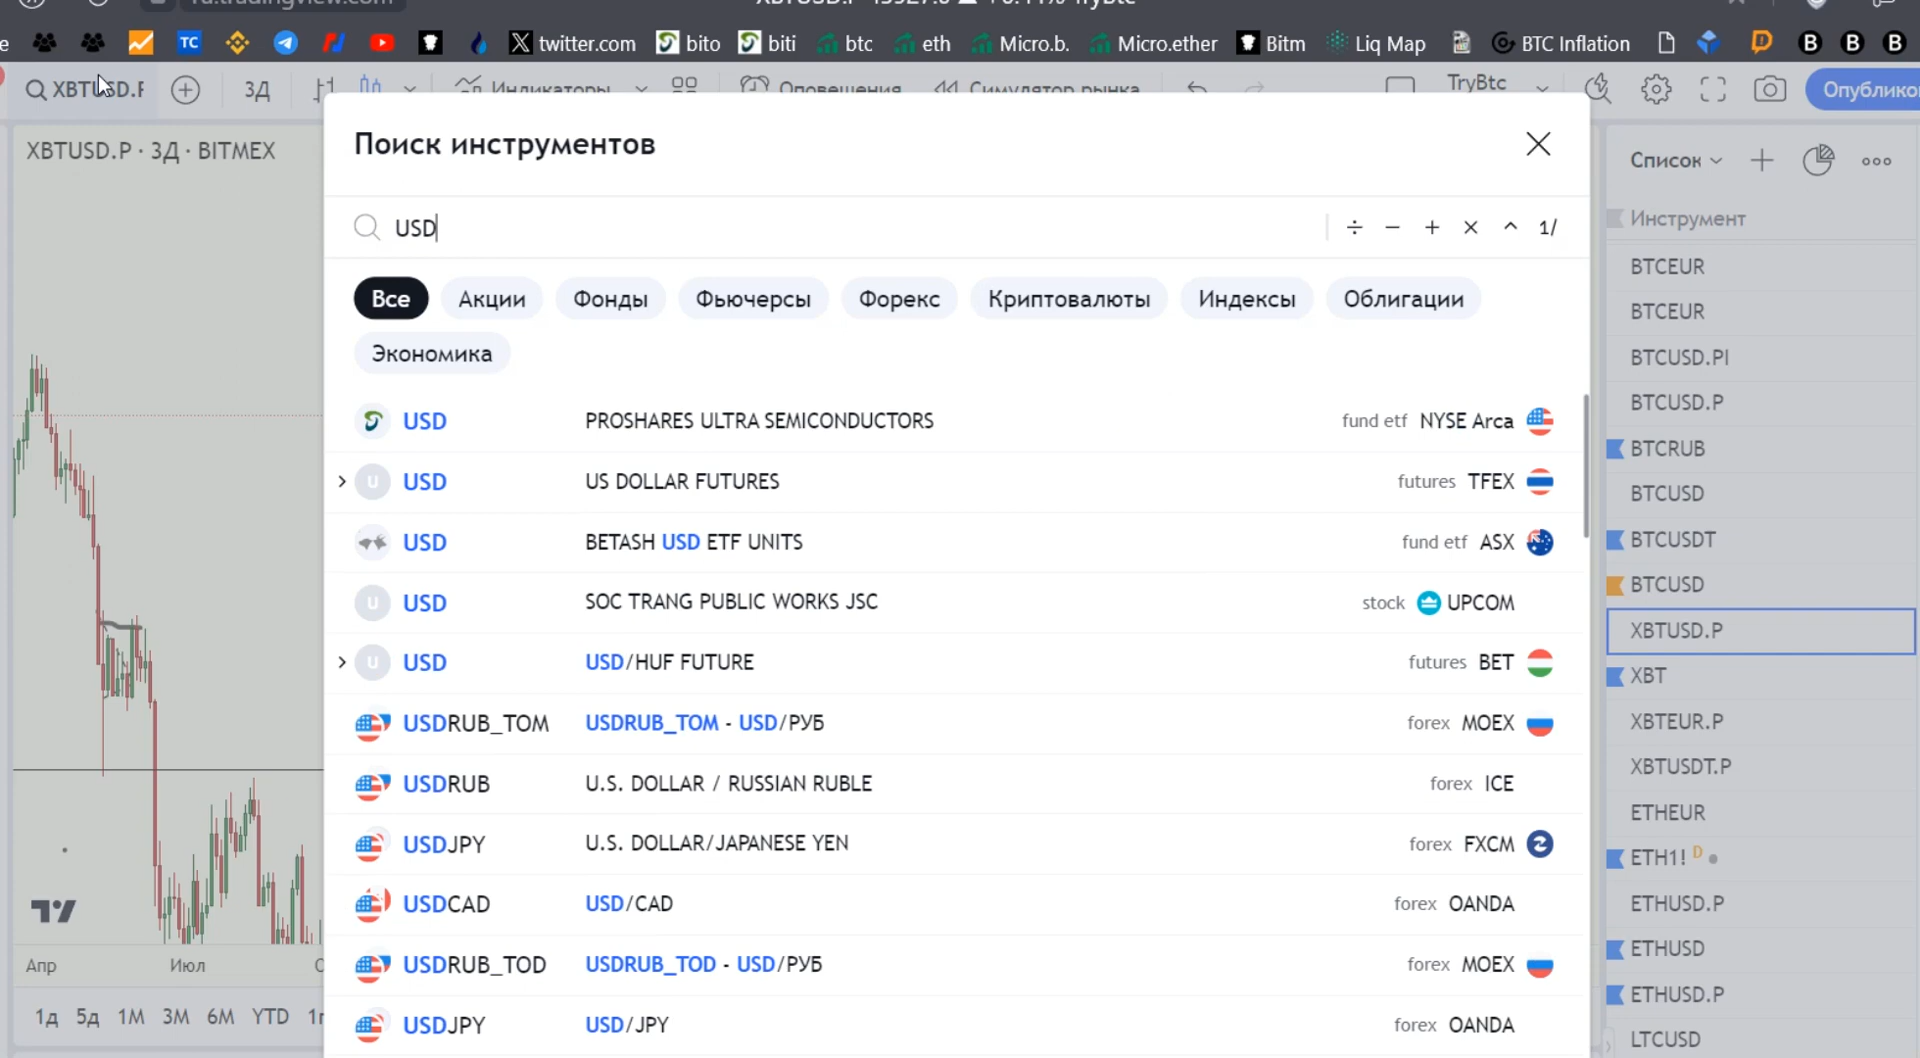 twitter.com bito biti btc eth Micro.b. Micro.ether Bitm Liq Map BTC Inflation
XBTUSD.P 3Д Индикаторы Оповещения Симулятор рынка TryBtc Опублико
XBTUSD.P · 3Д · BITMEX
Поиск инструментов
USD
÷ − + × ^ 1/
Все Акции Фонды Фьючерсы Форекс Криптовалюты Индексы Облигации
Экономика
USD PROSHARES ULTRA SEMICONDUCTORS fund etf NYSE Arca
USD US DOLLAR FUTURES futures TFEX
USD BETASH USD ETF UNITS fund etf ASX
USD SOC TRANG PUBLIC WORKS JSC stock UPCOM
USD USD/HUF FUTURE futures BET
USDRUB_TOM USDRUB_TOM - USD/РУБ forex MOEX
USDRUB U.S. DOLLAR / RUSSIAN RUBLE forex ICE
USDJPY U.S. DOLLAR/JAPANESE YEN forex FXCM
USDCAD USD/CAD forex OANDA
USDRUB_TOD USDRUB_TOD - USD/РУБ forex MOEX
USDJPY USD/JPY forex OANDA
Апр Июл
1д 5д 1М 3М 6М YTD
Список
Инструмент
BTCEUR
BTCEUR
BTCUSD.PI
BTCUSD.P
BTCRUB
BTCUSD
BTCUSDT
BTCUSD
XBTUSD.P
XBT
XBTEUR.P
XBTUSDT.P
ETHEUR
ETH1! D
ETHUSD.P
ETHUSD
ETHUSD.P
LTCUSD